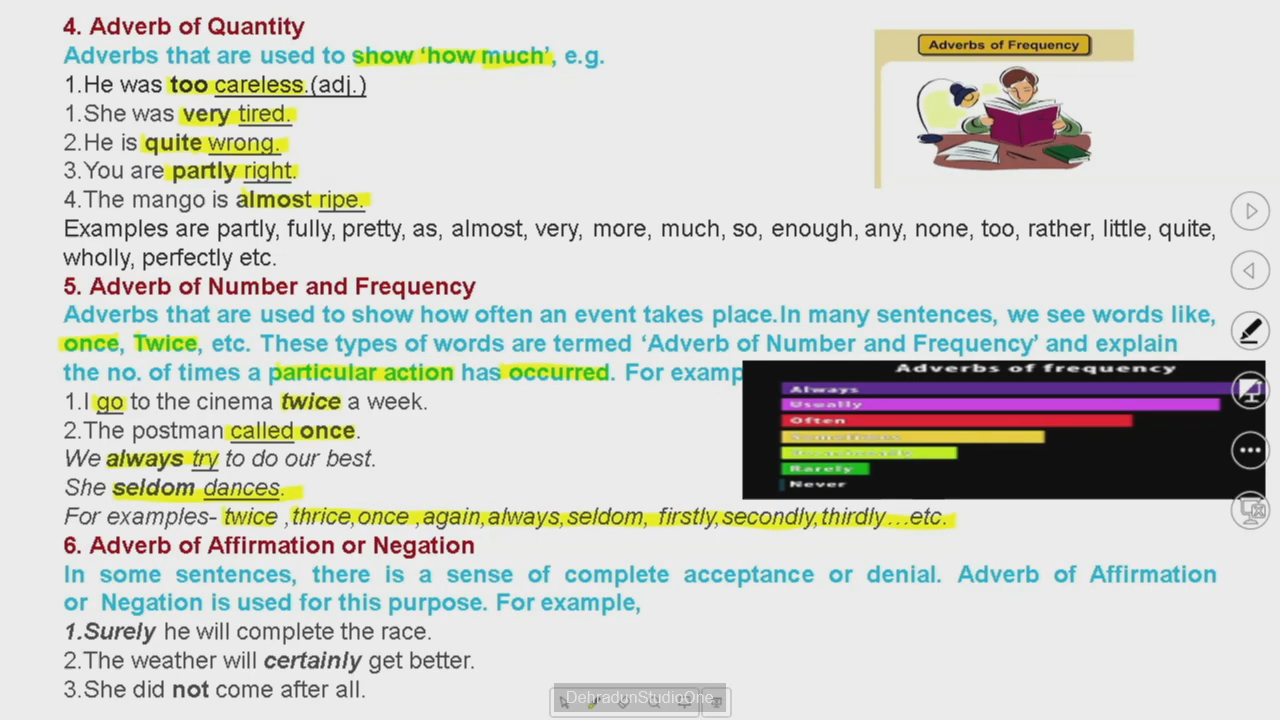 4. Adverb of Quantity
Adverbs that are used to show ‘how much’, e.g.
1.He was too careless.(adj.)
1.She was very tired.
2.He is quite wrong.
3.You are partly right.
4.The mango is almost ripe.
Examples are partly, fully, pretty, as, almost, very, more, much, so, enough, any, none, too, rather, little, quite,
wholly, perfectly etc.
5. Adverb of Number and Frequency
Adverbs that are used to show how often an event takes place.In many sentences, we see words like,
once, Twice, etc. These types of words are termed ‘Adverb of Number and Frequency’ and explain
the no. of times a particular action has occurred. For examp
1.I go to the cinema twice a week.
2.The postman called once.
We always try to do our best.
She seldom dances.
For examples- twice ,thrice,once ,again,always,seldom, firstly,secondly,thirdly…etc.
6. Adverb of Affirmation or Negation
In some sentences, there is a sense of complete acceptance or denial. Adverb of Affirmation
or Negation is used for this purpose. For example,
1.Surely he will complete the race.
2.The weather will certainly get better.
3.She did not come after all.
Adverbs of Frequency
Adverbs of frequency
Always
Usually
Often
Sometimes
Rarely
Never
DehradunStudioOne